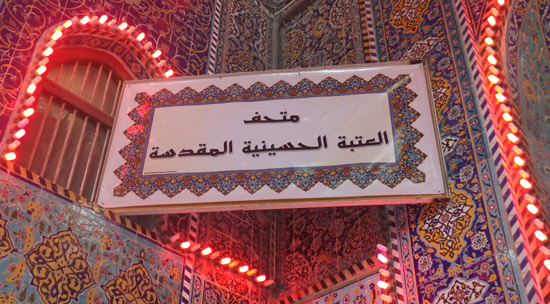 متحف
العتبة الحسينية المقدسة